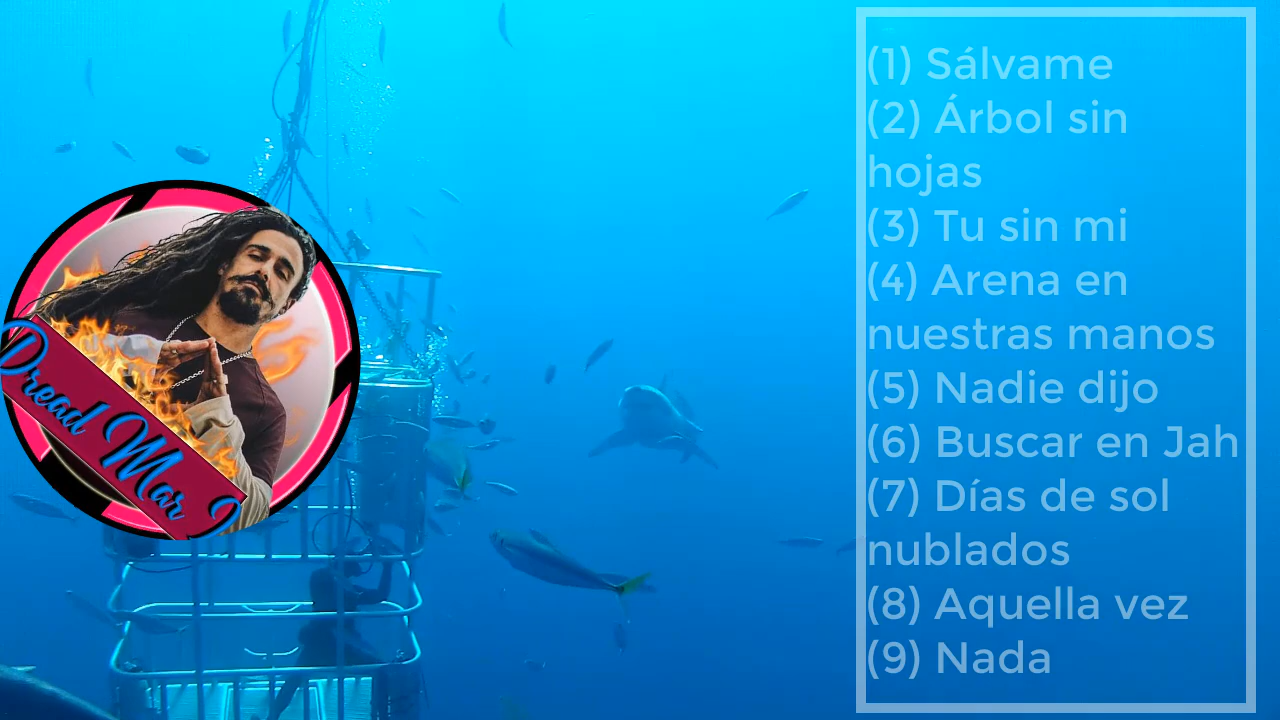 Dread Mar I
(1) Sálvame
(2) Árbol sin
hojas
(3) Tu sin mi
(4) Arena en
nuestras manos
(5) Nadie dijo
(6) Buscar en Jah
(7) Días de sol
nublados
(8) Aquella vez
(9) Nada